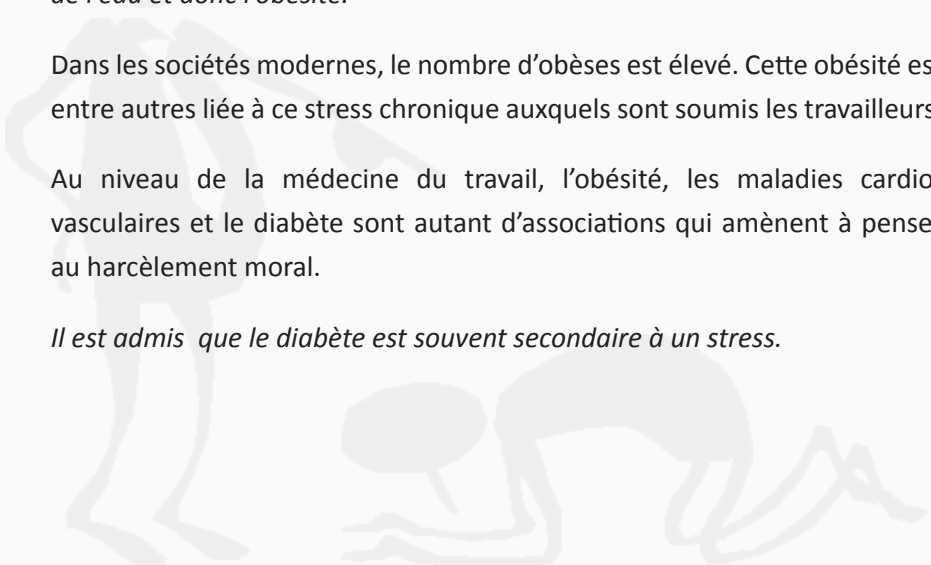 de l'eau et donc l'obésité.
Dans les sociétés modernes, le nombre d'obèses est élevé. Cette obésité es
entre autres liée à ce stress chronique auxquels sont soumis les travailleurs
Au niveau de la médecine du travail, l'obésité, les maladies cardio
vasculaires et le diabète sont autant d'associations qui amènent à pense
au harcèlement moral.
Il est admis que le diabète est souvent secondaire à un stress.